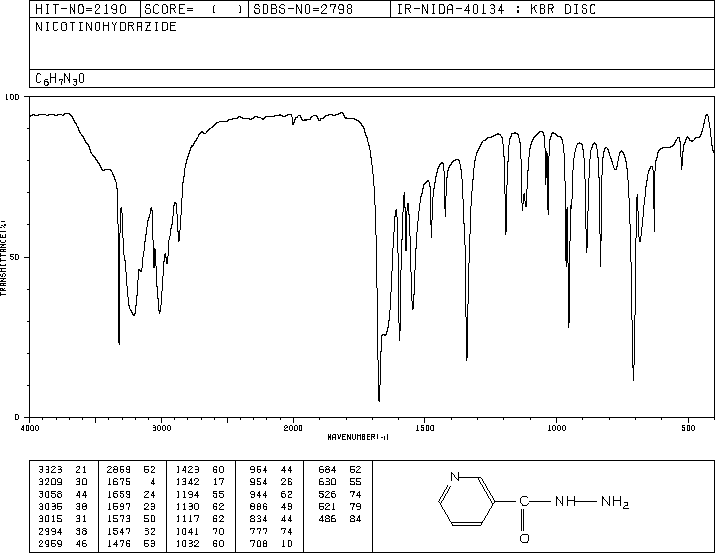 HIT-NO=2190 SCORE= ( ) SDBS-NO=2798 IR-NIDA-40134 : KBR DISC
NICOTINOHYDRAZIDE
C6H7N3O
100
50
0
TRANSMITTANCE(%)
4000 3000 2000 1500 1000 500
WAVENUMBER(-1)
3323 21 2869 52 1423 60 964 44 684 52
3209 30 1675 4 1342 17 954 26 630 55
3058 44 1659 24 1194 55 944 62 526 74
3036 38 1597 23 1130 62 886 49 521 79
3015 31 1573 50 1117 62 834 44 486 84
2994 38 1547 32 1041 70 777 74
2959 46 1476 53 1032 60 708 10
N
C
NH
NH2
O